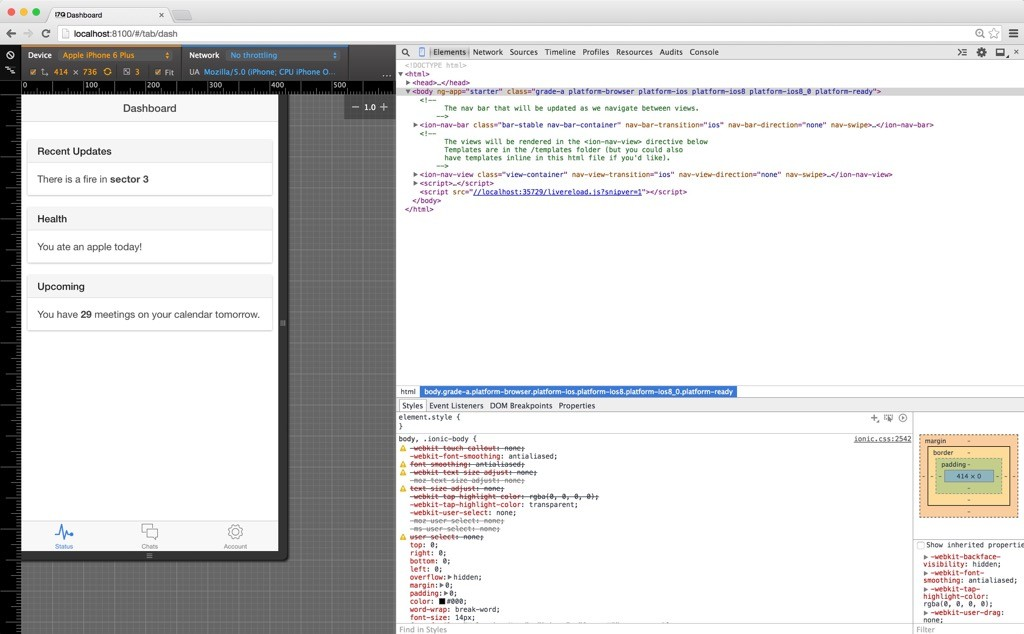 Dashboard
localhost:8100/#/tab/dash
Device Apple iPhone 6 Plus Network No throttling
414 × 736 3 Fit UA Mozilla/5.0 (iPhone; CPU iPhone O...
Elements Network Sources Timeline Profiles Resources Audits Console
0 100 200 300 400 500
1.0
Dashboard
Recent Updates
There is a fire in sector 3
Health
You ate an apple today!
Upcoming
You have 29 meetings on your calendar tomorrow.
Status Chats Account
<!DOCTYPE html>
<html>
<head>…</head>
<body ng-app="starter" class="grade-a platform-browser platform-ios platform-ios8 platform-ios8_0 platform-ready">
<!--
The nav bar that will be updated as we navigate between views.
-->
<ion-nav-bar class="bar-stable nav-bar-container" nav-bar-transition="ios" nav-bar-direction="none" nav-swipe>…</ion-nav-bar>
<!--
The views will be rendered in the <ion-nav-view> directive below
Templates are in the /templates folder (but you could also
have templates inline in this html file if you'd like).
-->
<ion-nav-view class="view-container" nav-view-transition="ios" nav-view-direction="none" nav-swipe>…</ion-nav-view>
<script>…</script>
<script src="//localhost:35729/livereload.js?snipver=1"></script>
</body>
</html>
html body.grade-a.platform-browser.platform-ios.platform-ios8.platform-ios8_0.platform-ready
Styles Event Listeners DOM Breakpoints Properties
element.style {
}
body, .ionic-body { ionic.css:2542
-webkit-touch-callout: none;
-webkit-font-smoothing: antialiased;
font-smoothing: antialiased;
-webkit-text-size-adjust: none;
-moz-text-size-adjust: none;
text-size-adjust: none;
-webkit-tap-highlight-color: rgba(0, 0, 0, 0);
-webkit-tap-highlight-color: transparent;
-webkit-user-select: none;
-moz-user-select: none;
-ms-user-select: none;
user-select: none;
top: 0;
right: 0;
bottom: 0;
left: 0;
overflow: hidden;
margin: 0;
padding: 0;
color: #000;
word-wrap: break-word;
font-size: 14px;
Find in Styles
margin -
border -
padding -
- - - 414 × 0 - - -
-
-
-
Show inherited propertie
-webkit-backface-
visibility: hidden;
-webkit-font-
smoothing: antialiased;
-webkit-tap-
highlight-color:
rgba(0, 0, 0, 0);
-webkit-user-drag:
none;
Filter